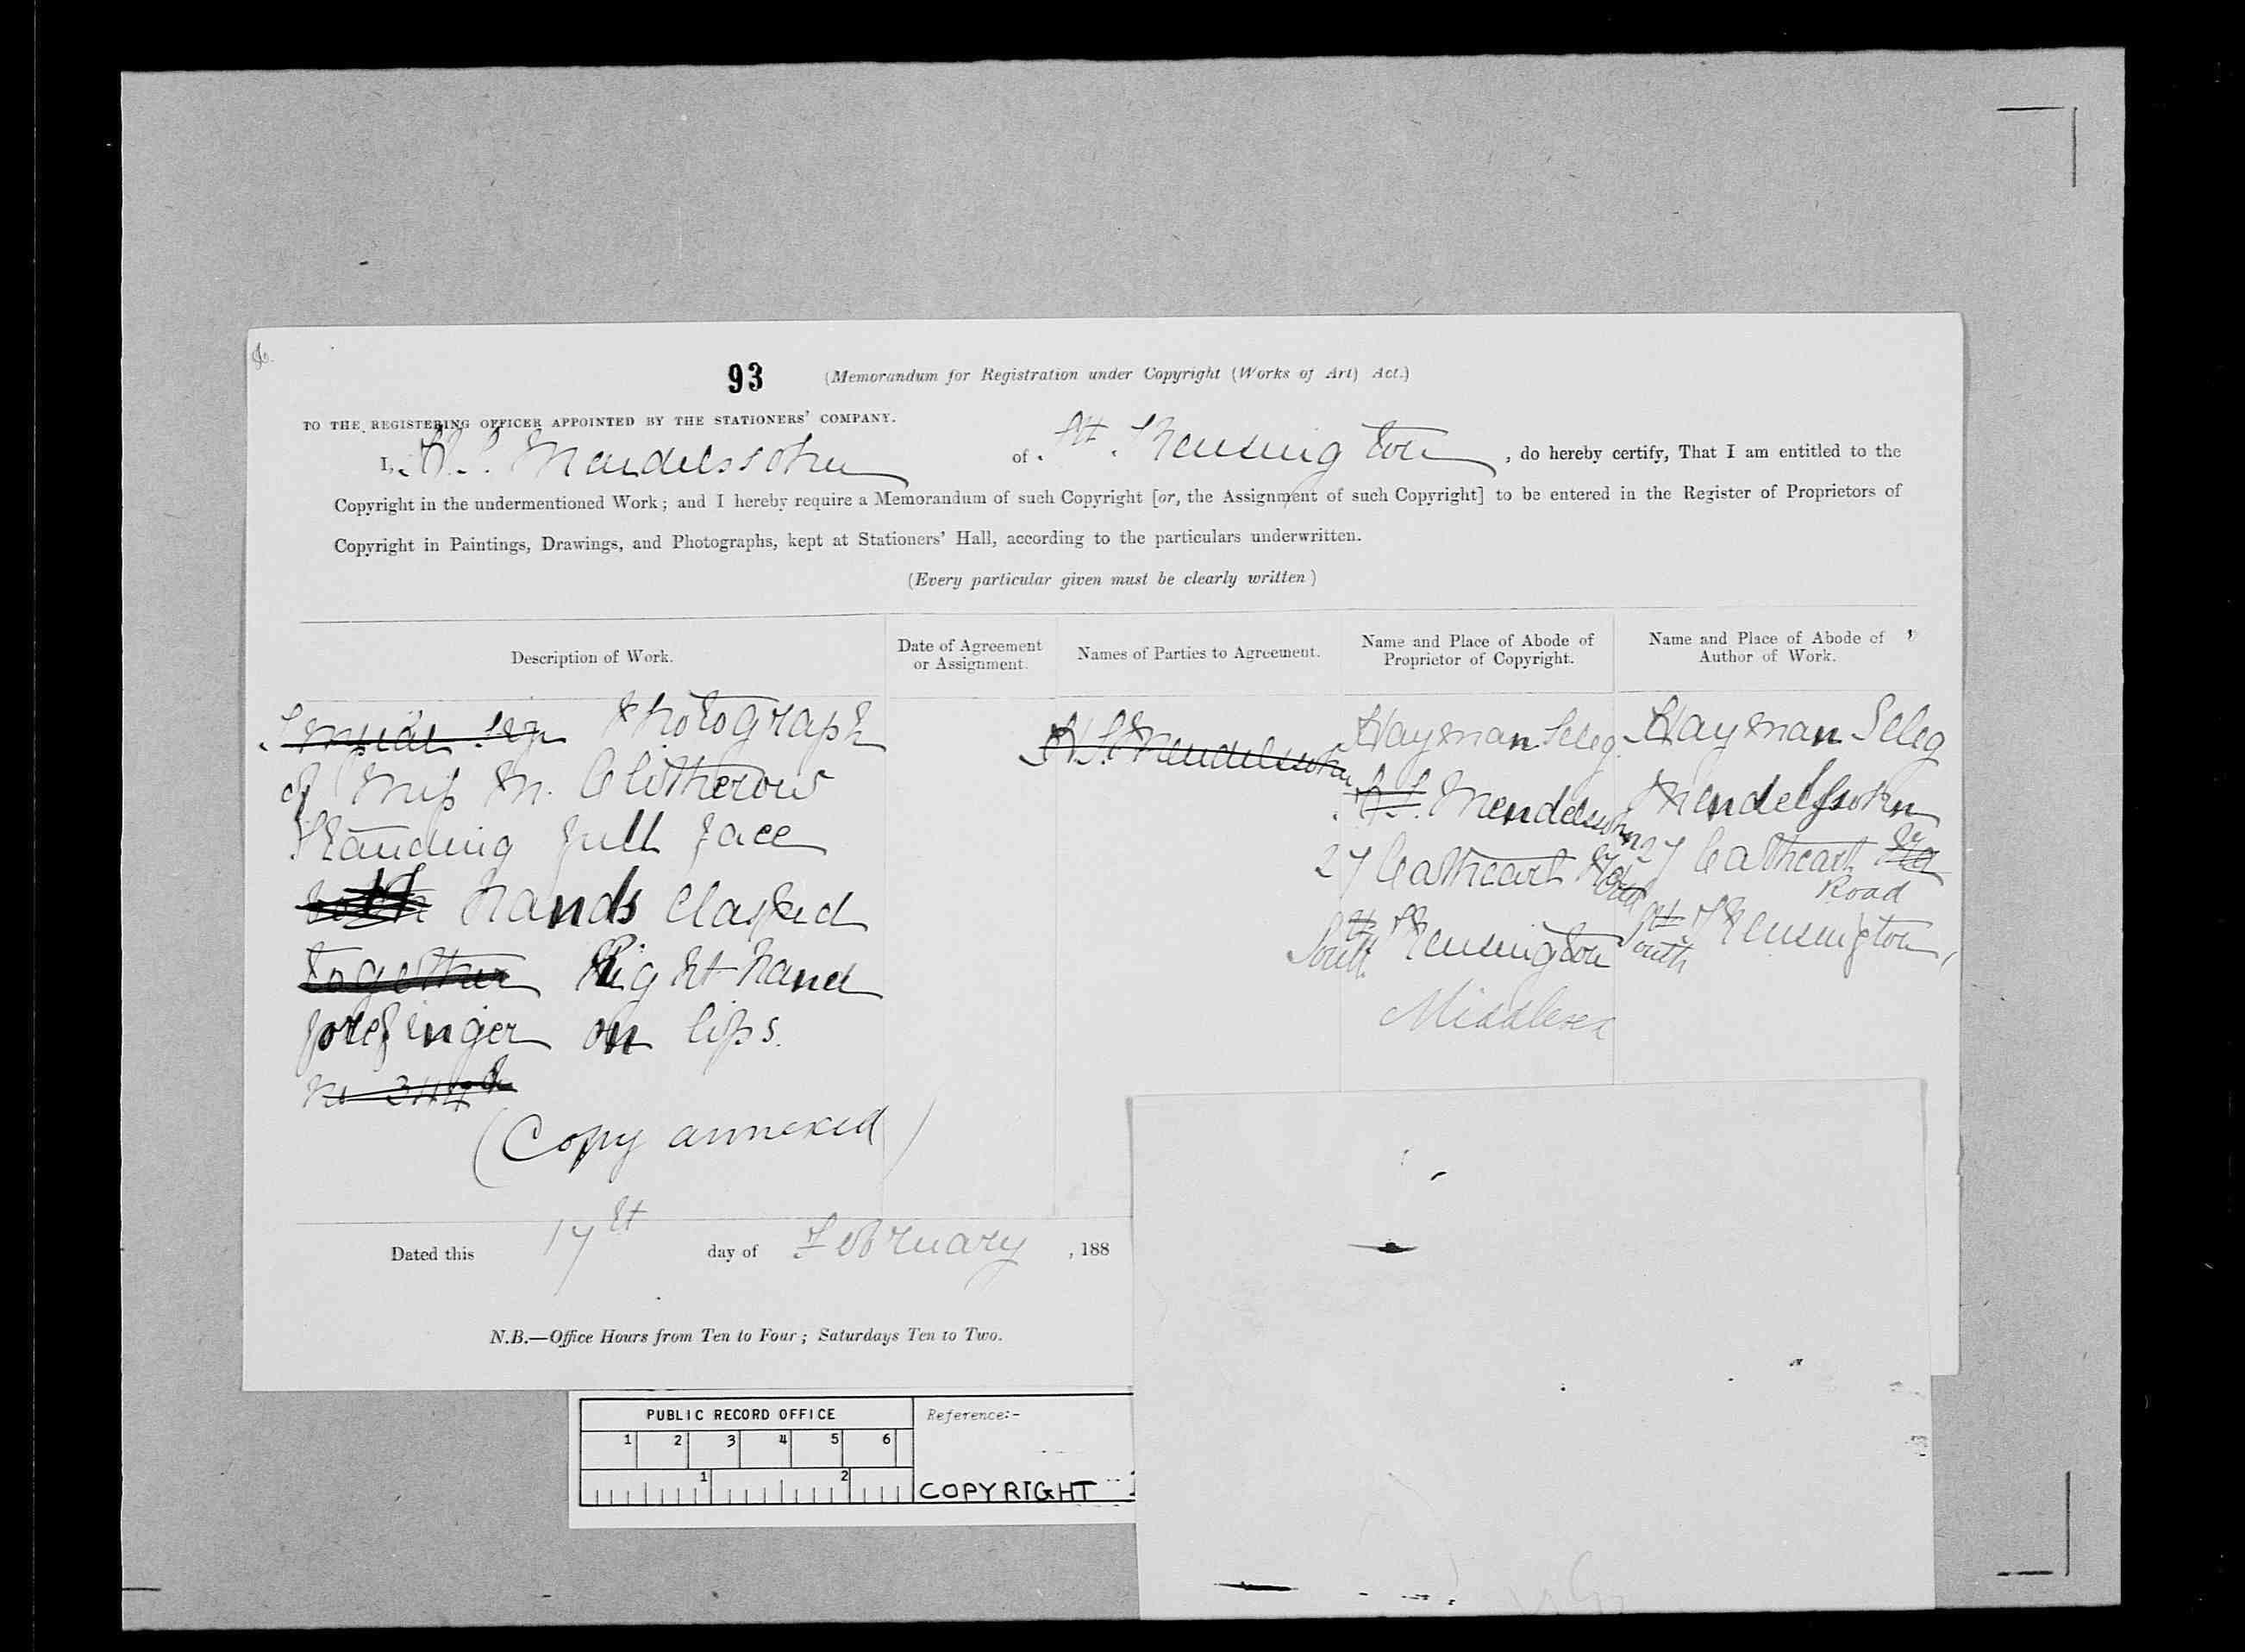 93 (Memorandum for Registration under Copyright (Works of Art) Act.)
TO THE REGISTERING OFFICER APPOINTED BY THE STATIONERS' COMPANY.
I, H. S. Mendelssohn of Sth. Kensington, do hereby certify, That I am entitled to the
Copyright in the undermentioned Work; and I hereby require a Memorandum of such Copyright [or, the Assignment of such Copyright] to be entered in the Register of Proprietors of
Copyright in Paintings, Drawings, and Photographs, kept at Stationers' Hall, according to the particulars underwritten.
(Every particular given must be clearly written)
Description of Work.
Date of Agreement
or Assignment.
Names of Parties to Agreement.
Name and Place of Abode of
Proprietor of Copyright.
Name and Place of Abode of
Author of Work.
Photograph
of Miss M. Clitherow
Standing full face
both hands Clasped
together Right hand
forefinger on lips.
No 344
(Copy annexed)
H. S. Mendelssohn
Hayman Seleg
H. S. Mendelssohn
27 Cathcart Road
Sth Kensington
South
Middlesex
Hayman Seleg
Mendelssohn
27 Cathcart
Road
Sth Kensington,
South
Dated this 17th day of February, 188
N.B.—Office Hours from Ten to Four; Saturdays Ten to Two.
PUBLIC RECORD OFFICE
Reference:-
1 2 3 4 5 6
1 2
COPYRIGHT